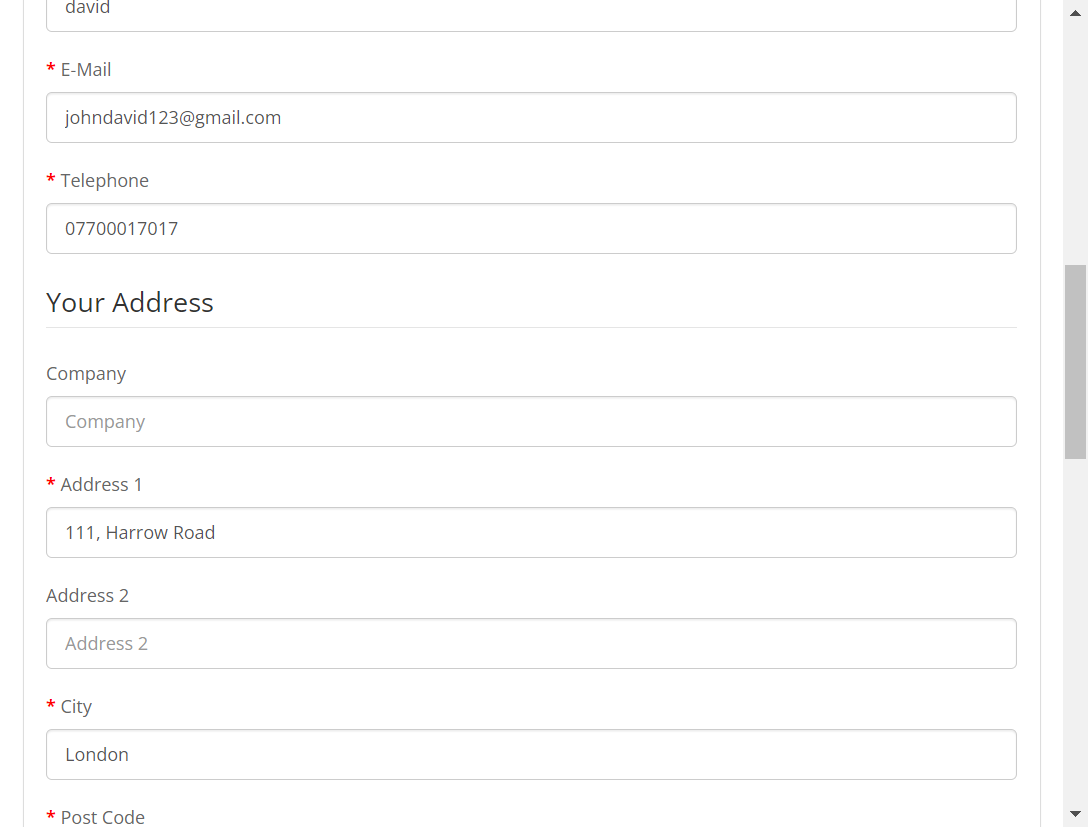 david
* E-Mail
johndavid123@gmail.com
* Telephone
07700017017
Your Address
Company
Company
* Address 1
111, Harrow Road
Address 2
Address 2
* City
London
* Post Code